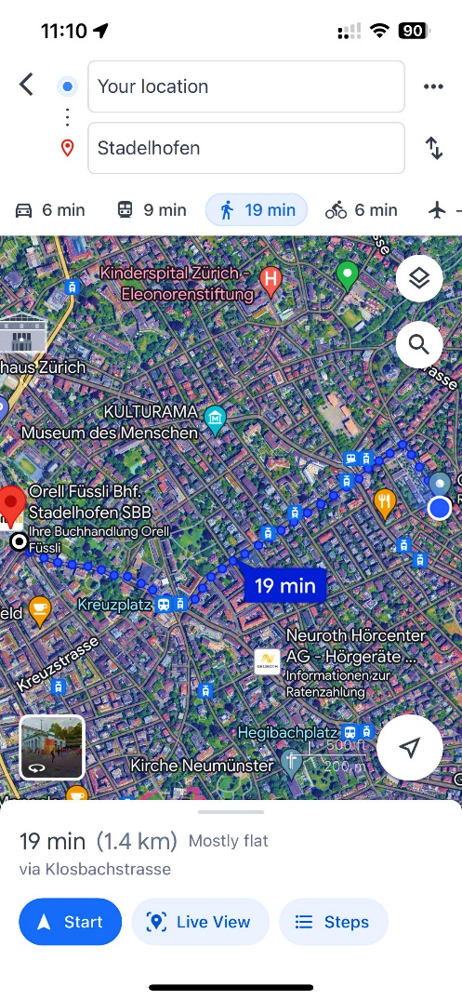 11:10
90
Your location
Stadelhofen
6 min
9 min
19 min
6 min
Kinderspital Zürich -
Eleonorenstiftung
H
haus Zürich
KULTURAMA
Museum des Menschen
Orell Füssli Bhf.
Stadelhofen SBB
Ihre Buchhandlung Orell
Füssli
19 min
Kreuzplatz
eld
Kreuzstrasse
Neuroth Hörcenter
AG - Hörgeräte ...
NEUROTH
Informationen zur
Ratenzahlung
Hegibachplatz
500 ft
200 m
Kirche Neumünster
19 min (1.4 km) Mostly flat
via Klosbachstrasse
Start
Live View
Steps